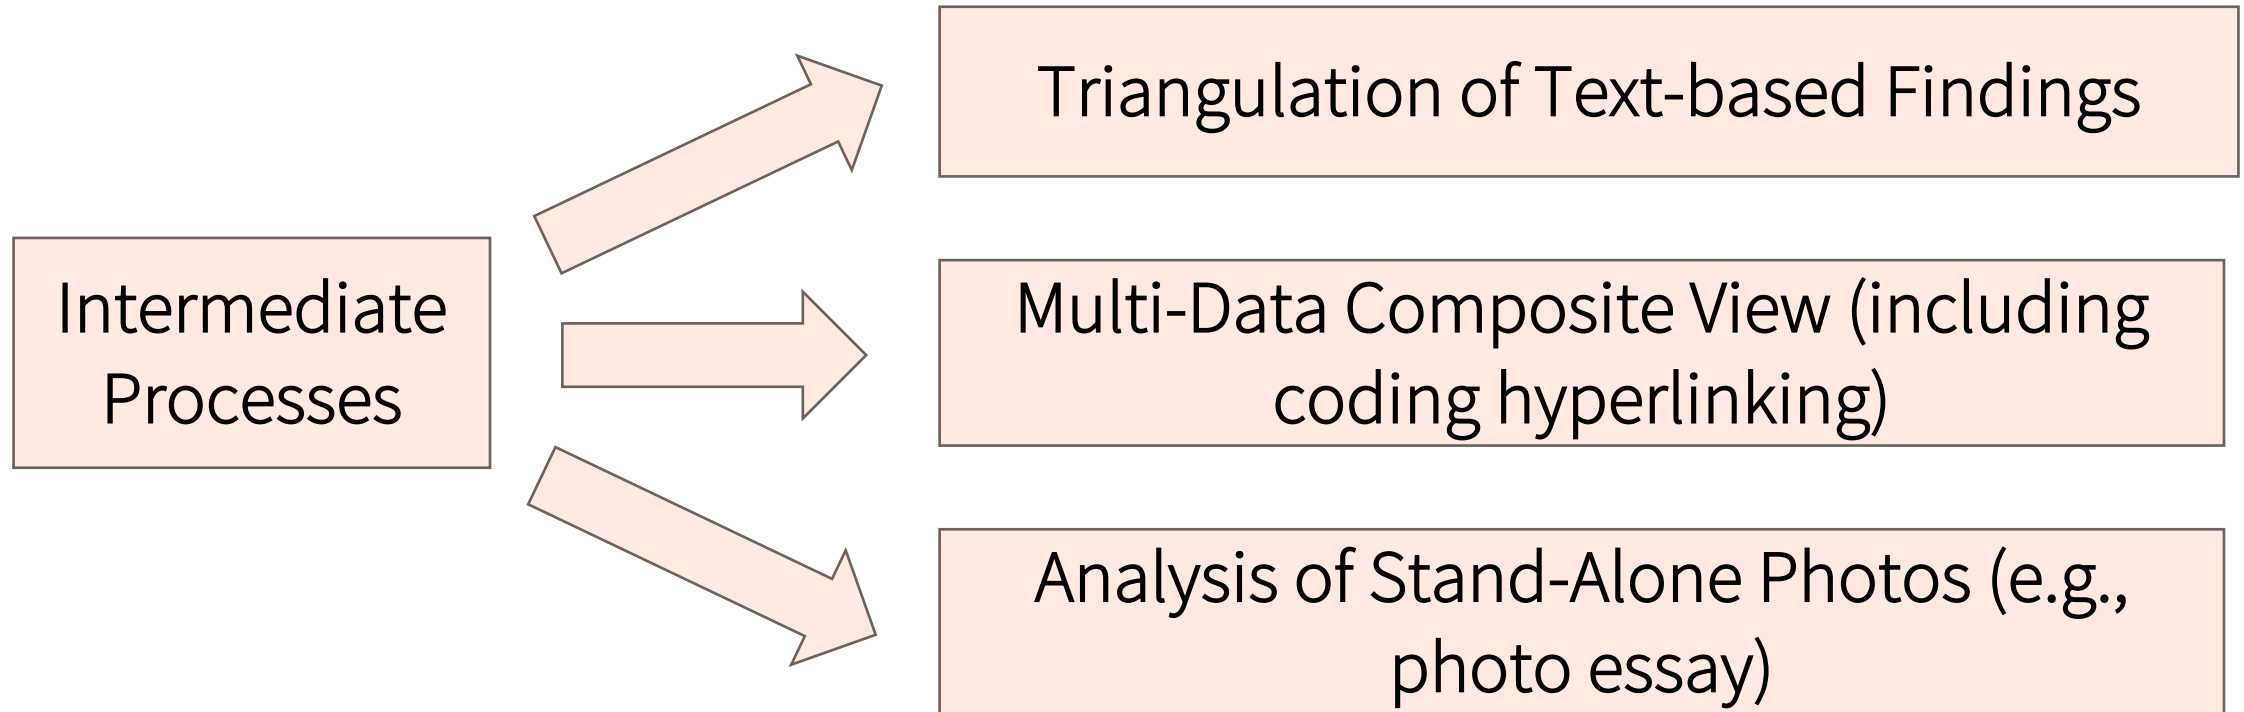 Intermediate
Processes
Triangulation of Text-based Findings
Multi-Data Composite View (including
coding hyperlinking)
Analysis of Stand-Alone Photos (e.g.,
photo essay)